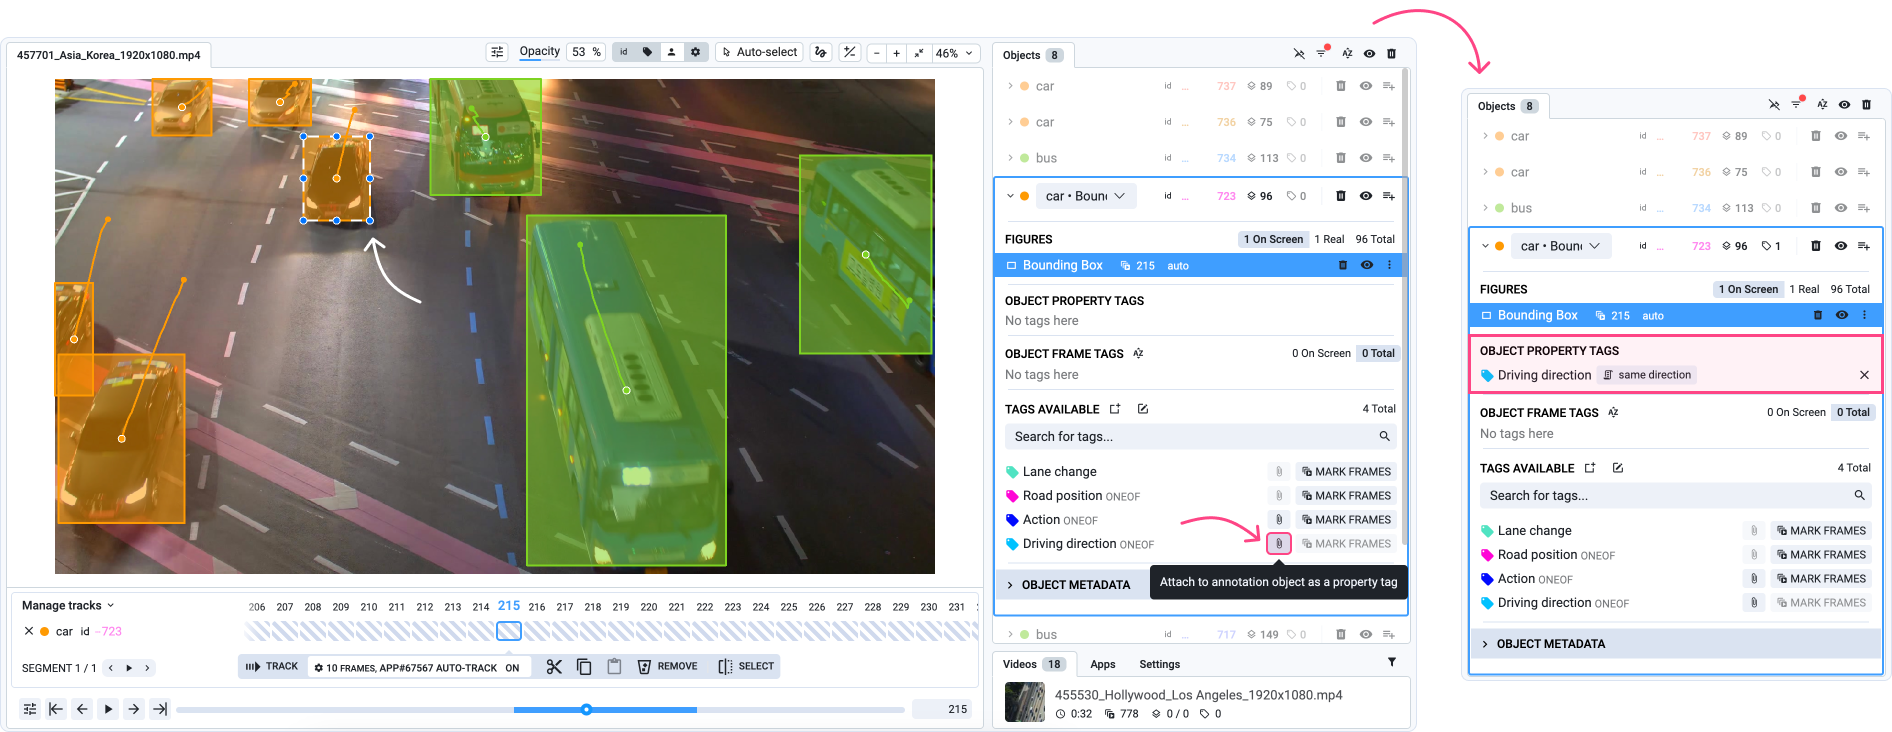 457701_Asia_Korea_1920x1080.mp4
Opacity 53 % id Auto-select 46%
Objects 8
car id ... 737 89 0
car id ... 736 75 0
bus id ... 734 113 0
car • Boun id ... 723 96 0
FIGURES 1 On Screen 1 Real 96 Total
Bounding Box 215 auto
OBJECT PROPERTY TAGS
No tags here
OBJECT FRAME TAGS 0 On Screen 0 Total
No tags here
TAGS AVAILABLE 4 Total
Search for tags...
Lane change MARK FRAMES
Road position ONEOF MARK FRAMES
Action ONEOF MARK FRAMES
Driving direction ONEOF MARK FRAMES
Attach to annotation object as a property tag
OBJECT METADATA
bus id ... 717 149 0
Videos 18 Apps Settings
455530_Hollywood_Los Angeles_1920x1080.mp4
0:32 778 0 / 0 0
Manage tracks
206 207 208 209 210 211 212 213 214 215 216 217 218 219 220 221 222 223 224 225 226 227 228 229 230 231
car id –723
SEGMENT 1 / 1
TRACK 10 FRAMES, APP#67567 AUTO-TRACK ON REMOVE SELECT
215
Objects 8
car id ... 737 89 0
car id ... 736 75 0
bus id ... 734 113 0
car • Boun id ... 723 96 1
FIGURES 1 On Screen 1 Real 96 Total
Bounding Box 215 auto
OBJECT PROPERTY TAGS
Driving direction same direction
OBJECT FRAME TAGS 0 On Screen 0 Total
No tags here
TAGS AVAILABLE 4 Total
Search for tags...
Lane change MARK FRAMES
Road position ONEOF MARK FRAMES
Action ONEOF MARK FRAMES
Driving direction ONEOF MARK FRAMES
OBJECT METADATA